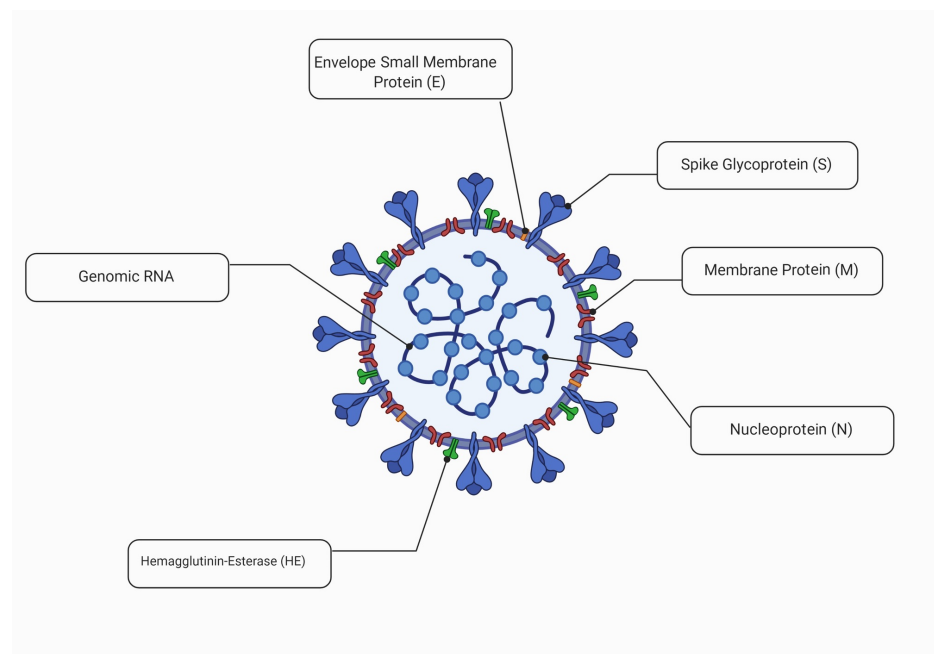 Envelope Small Membrane
Protein (E)
Spike Glycoprotein (S)
Membrane Protein (M)
Genomic RNA
Nucleoprotein (N)
Hemagglutinin-Esterase (HE)